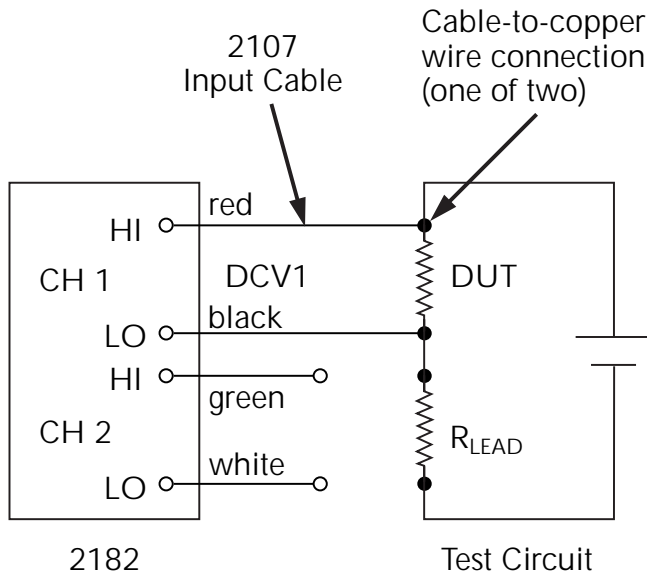 Cable-to-copper
wire connection
(one of two)
2107
Input Cable
red
HI
CH 1
DCV1
DUT
black
LO
HI
green
CH 2
R_LEAD
white
LO
2182
Test Circuit